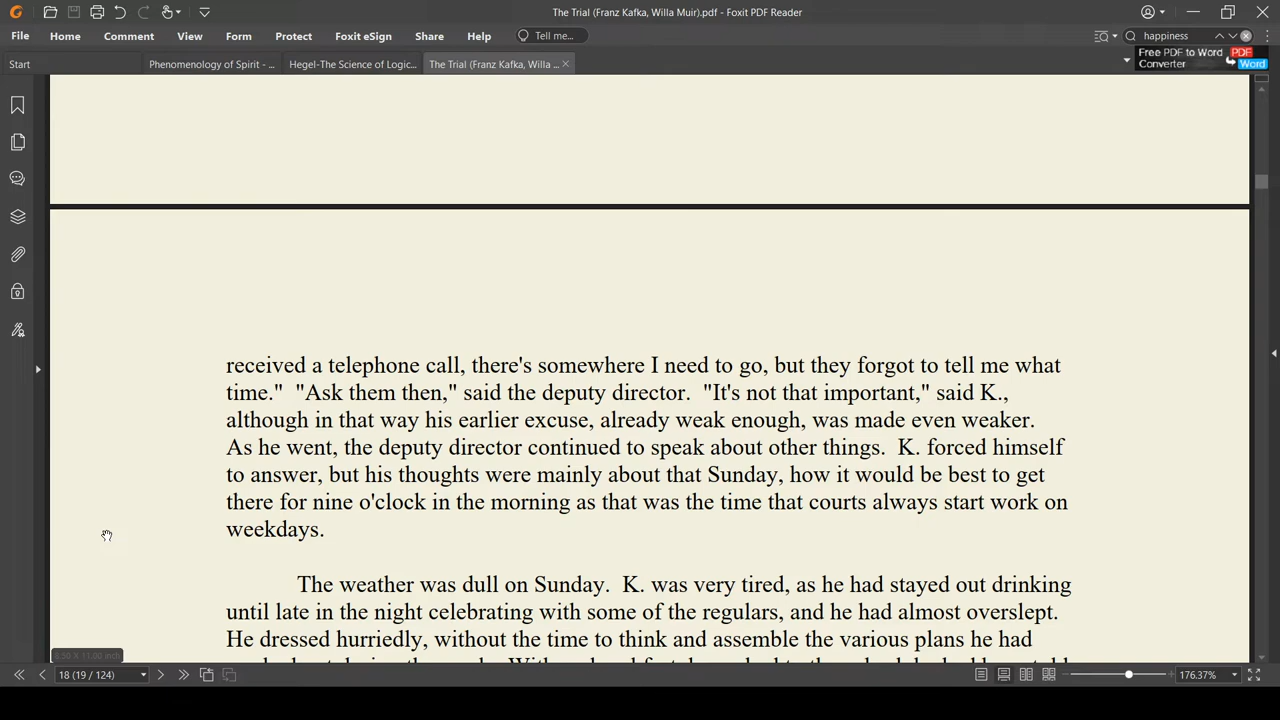 The Trial (Franz Kafka, Willa Muir).pdf - Foxit PDF Reader
File Home Comment View Form Protect Foxit eSign Share Help Tell me... happiness
Free PDF to Word PDF
Converter Word
Start Phenomenology of Spirit - ... Hegel-The Science of Logic... The Trial (Franz Kafka, Willa ...
received a telephone call, there's somewhere I need to go, but they forgot to tell me what
time." "Ask them then," said the deputy director. "It's not that important," said K.,
although in that way his earlier excuse, already weak enough, was made even weaker.
As he went, the deputy director continued to speak about other things. K. forced himself
to answer, but his thoughts were mainly about that Sunday, how it would be best to get
there for nine o'clock in the morning as that was the time that courts always start work on
weekdays.
The weather was dull on Sunday. K. was very tired, as he had stayed out drinking
until late in the night celebrating with some of the regulars, and he had almost overslept.
He dressed hurriedly, without the time to think and assemble the various plans he had
8.50 X 11.00 inch
18 (19 / 124) 176.37%